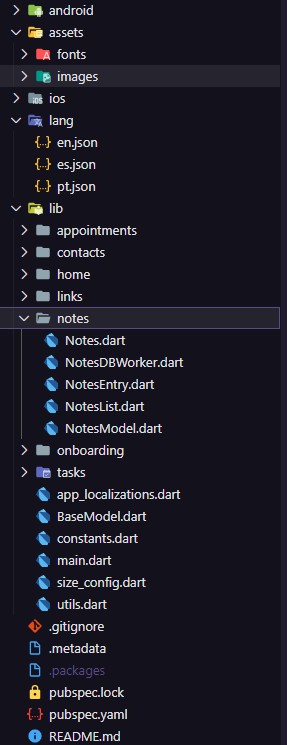 android
assets
fonts
images
ios
lang
en.json
es.json
pt.json
lib
appointments
contacts
home
links
notes
Notes.dart
NotesDBWorker.dart
NotesEntry.dart
NotesList.dart
NotesModel.dart
onboarding
tasks
app_localizations.dart
BaseModel.dart
constants.dart
main.dart
size_config.dart
utils.dart
.gitignore
.metadata
.packages
pubspec.lock
pubspec.yaml
README.md